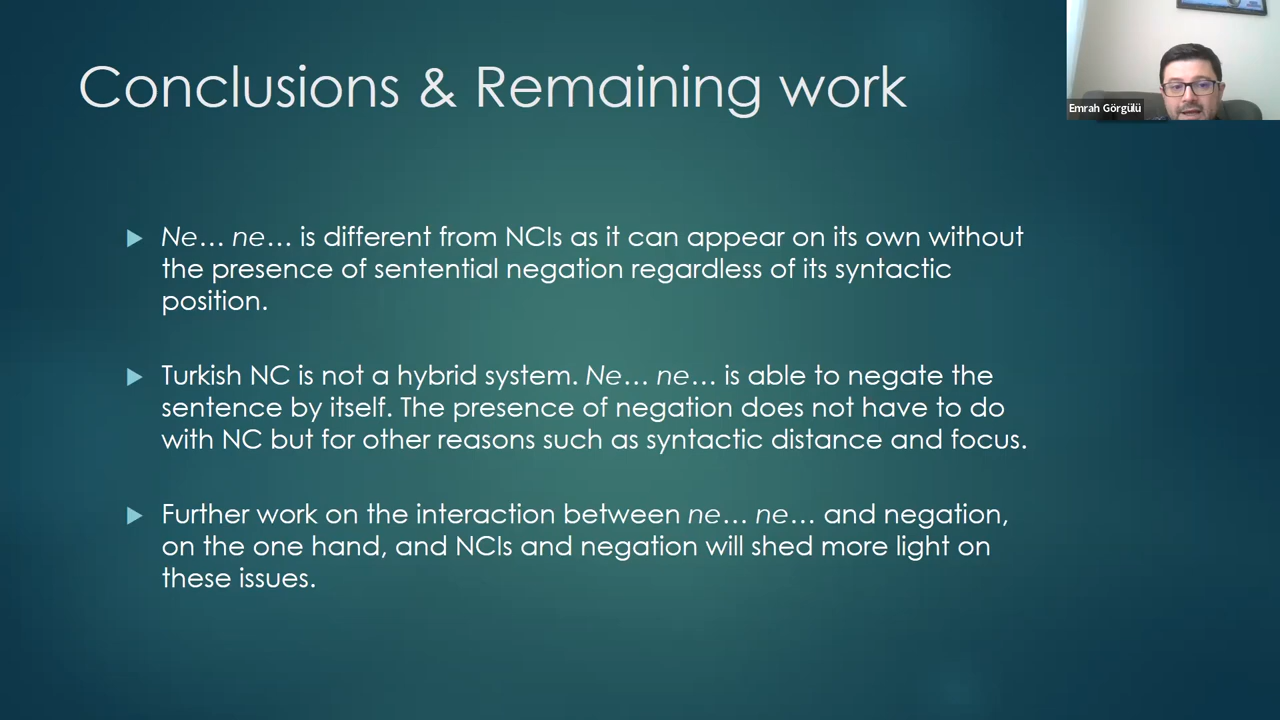 Conclusions & Remaining work
Emrah Görgülü
Ne… ne… is different from NCIs as it can appear on its own without
the presence of sentential negation regardless of its syntactic
position.
Turkish NC is not a hybrid system. Ne… ne… is able to negate the
sentence by itself. The presence of negation does not have to do
with NC but for other reasons such as syntactic distance and focus.
Further work on the interaction between ne… ne… and negation,
on the one hand, and NCIs and negation will shed more light on
these issues.